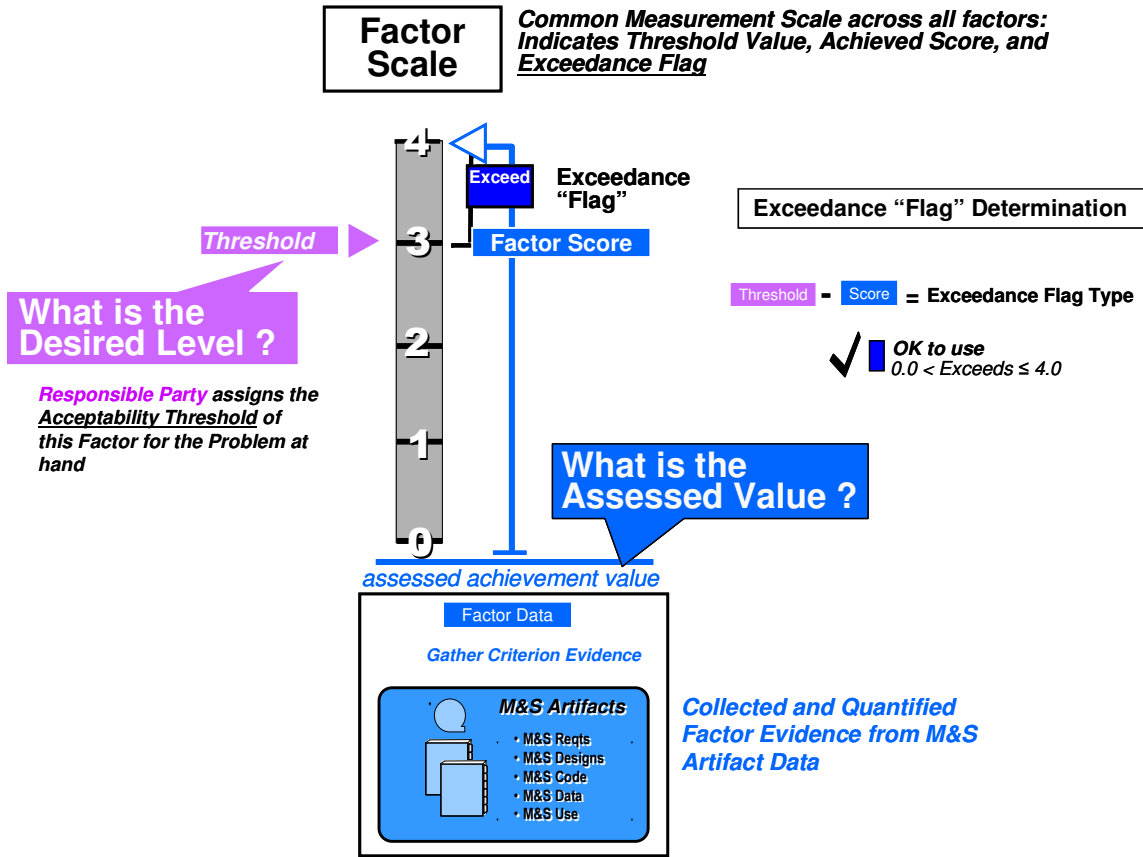 Factor
Scale
Common Measurement Scale across all factors:
Indicates Threshold Value, Achieved Score, and
Exceedance Flag
4
Exceed
Exceedance
“Flag”
Exceedance “Flag” Determination
Threshold
3
Factor Score
What is the
Desired Level ?
Threshold - Score = Exceedance Flag Type
2
OK to use
0.0 < Exceeds ≤ 4.0
Responsible Party assigns the
Acceptability Threshold of
this Factor for the Problem at
hand
1
What is the
Assessed Value ?
0
assessed achievement value
Factor Data
Gather Criterion Evidence
M&S Artifacts
• M&S Reqts
• M&S Designs
• M&S Code
• M&S Data
• M&S Use
Collected and Quantified
Factor Evidence from M&S
Artifact Data